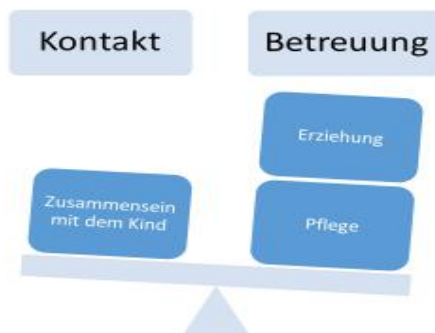 Kontakt
Betreuung
Erziehung
Zusammensein
mit dem Kind
Pflege